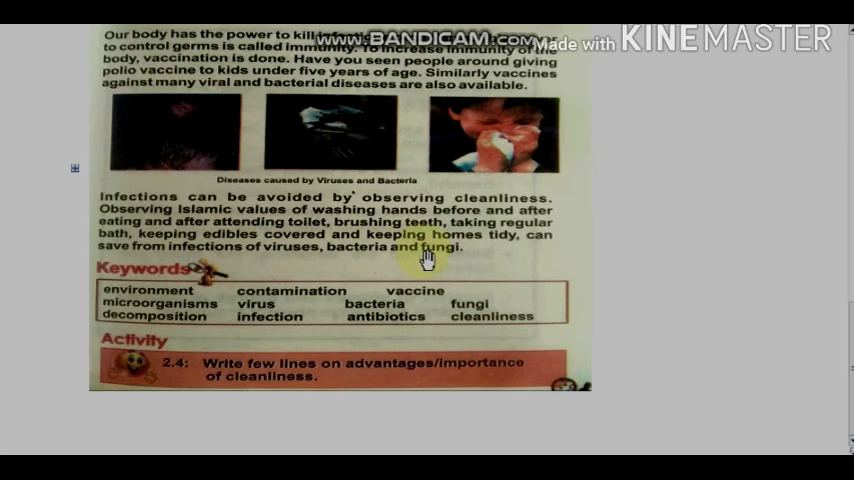 Our body has the power to kill
www.BANDICAM.com
Made with KINEMASTER
to control germs is called immunity. To increase immunity of the
body, vaccination is done. Have you seen people around giving
polio vaccine to kids under five years of age. Similarly vaccines
against many viral and bacterial diseases are also available.
Diseases caused by Viruses and Bacteria
Infections can be avoided by observing cleanliness.
Observing Islamic values of washing hands before and after
eating and after attending toilet, brushing teeth, taking regular
bath, keeping edibles covered and keeping homes tidy, can
save from infections of viruses, bacteria and fungi.
Keywords
environment contamination vaccine
microorganisms virus bacteria fungi
decomposition infection antibiotics cleanliness
Activity
2.4: Write few lines on advantages/importance
of cleanliness.